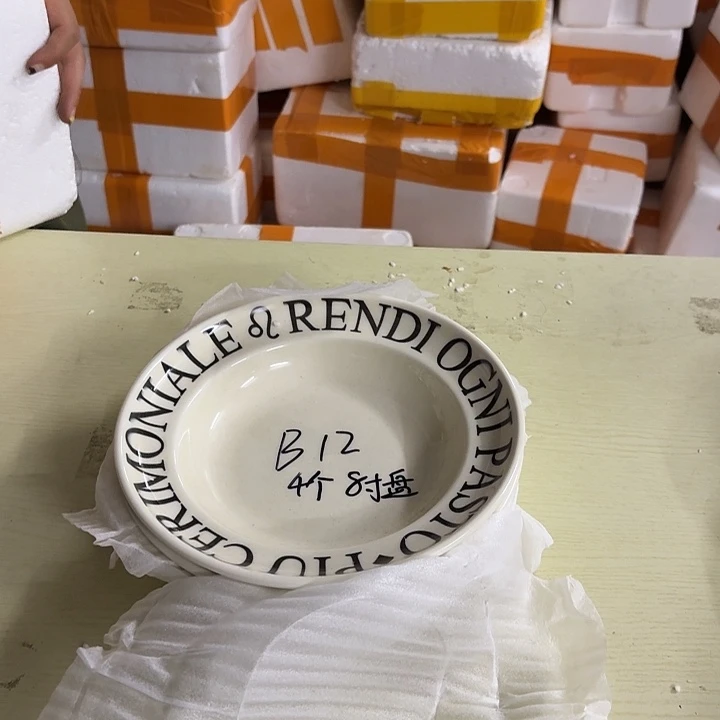 RENDI OGNI PASTO • PIÙ CERIMONIALE
B12
4个 8寸盘